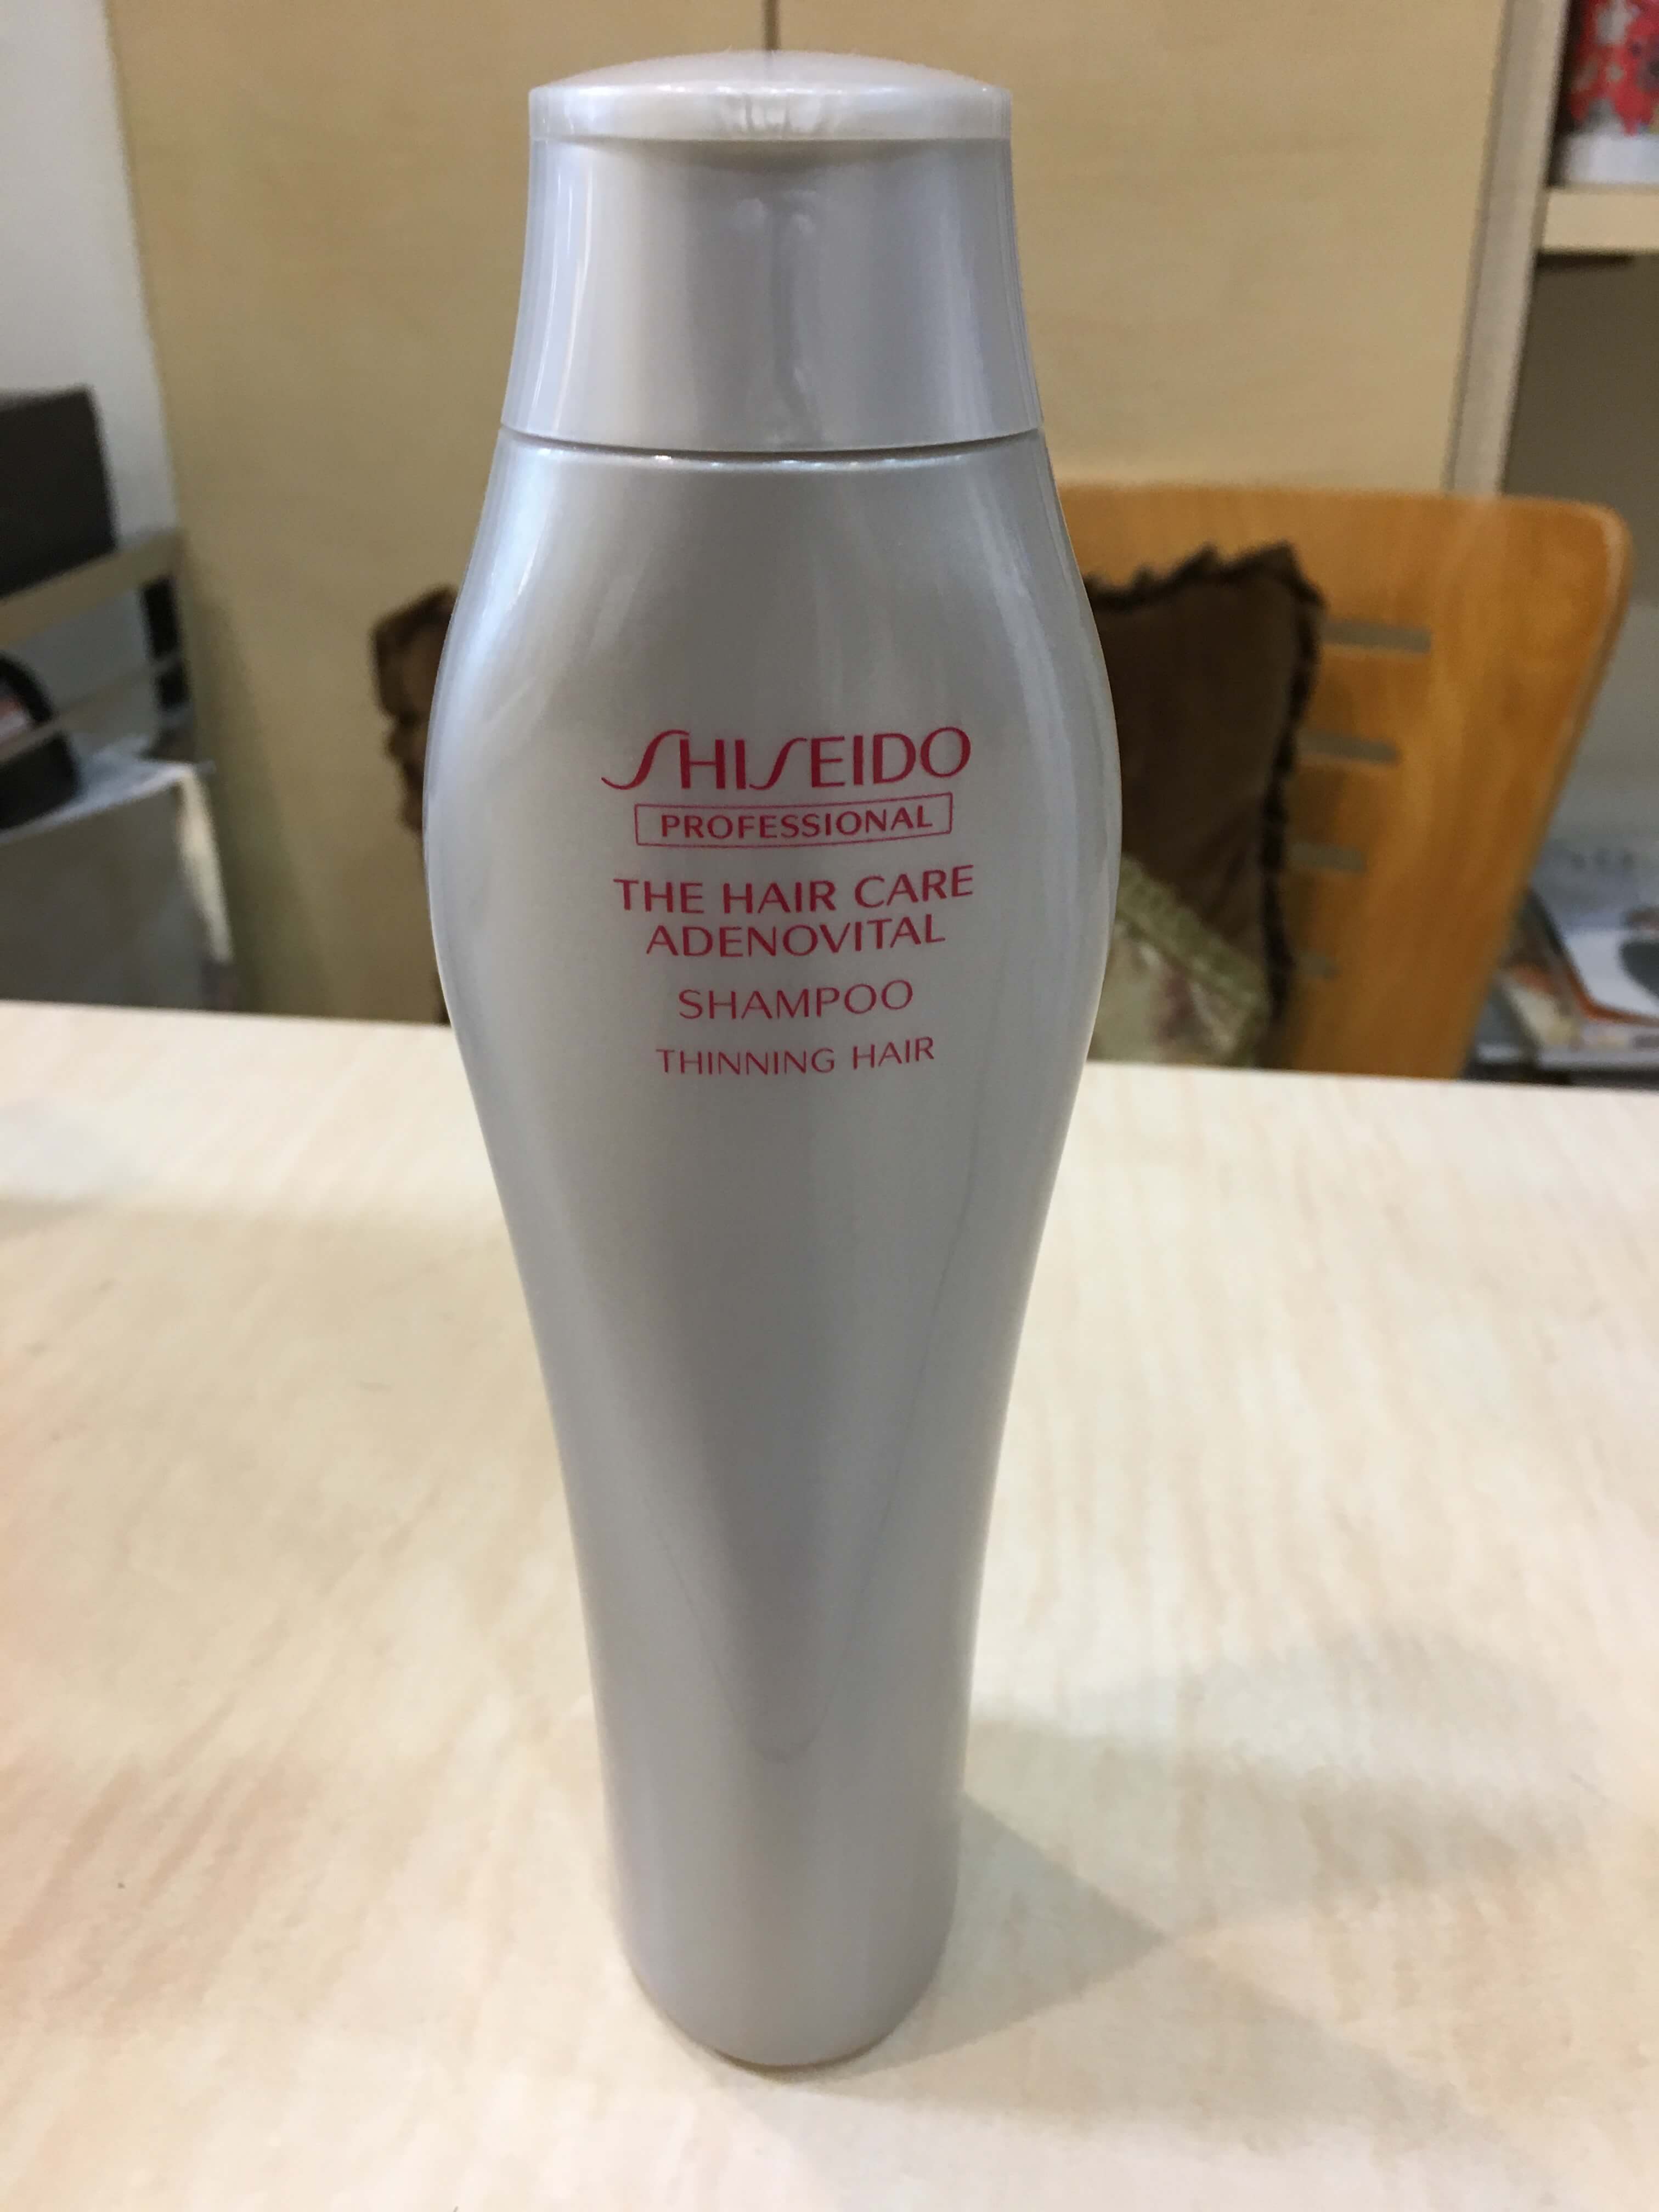 SHISEIDO
PROFESSIONAL
THE HAIR CARE
ADENOVITAL
SHAMPOO
THINNING HAIR